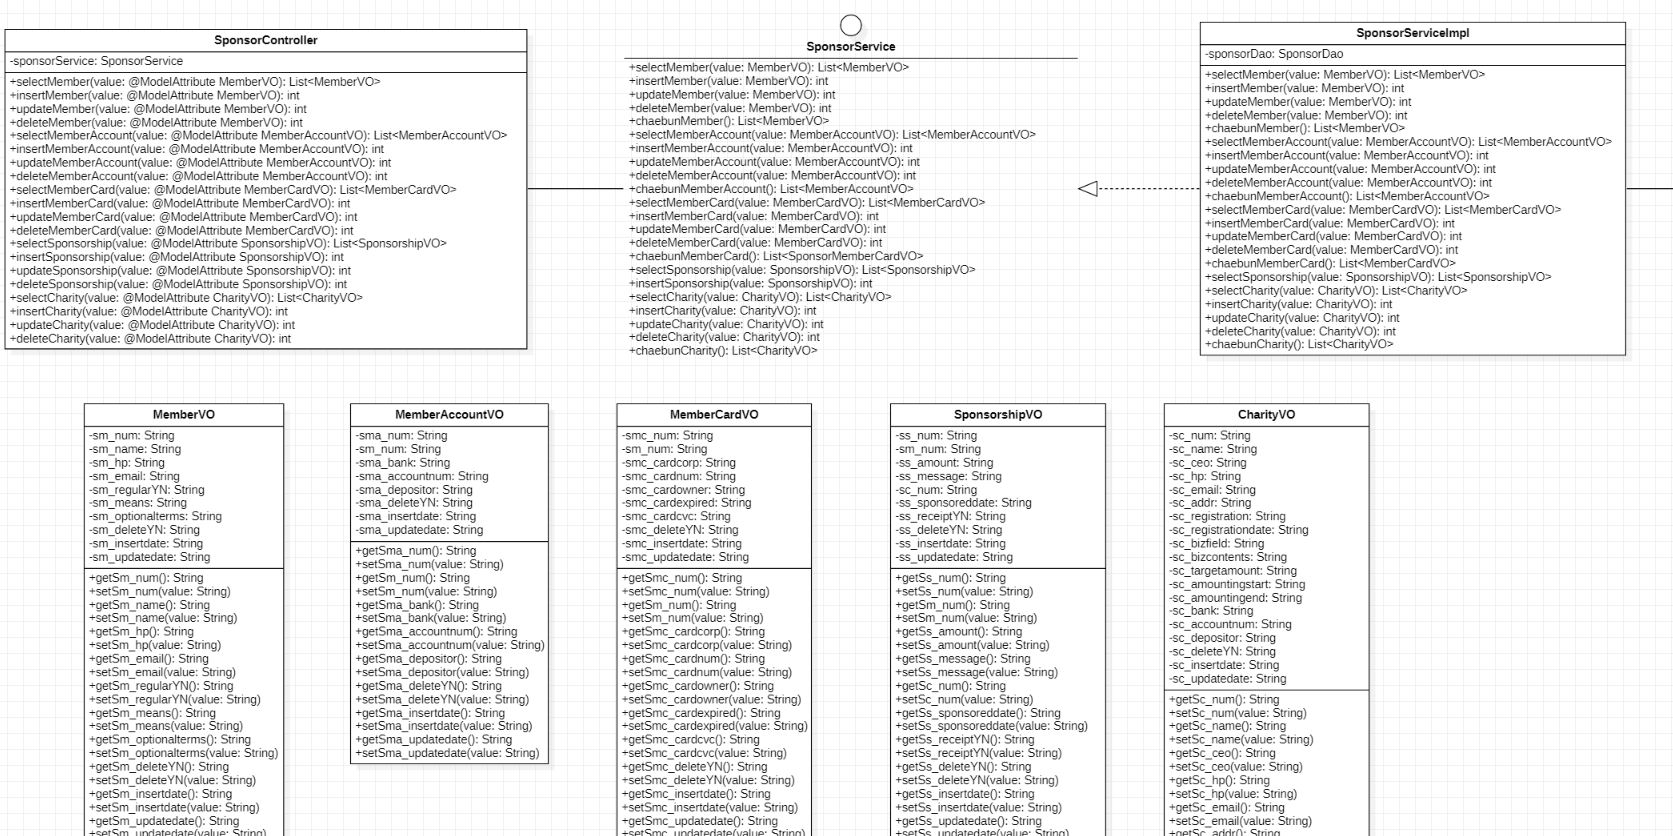 SponsorController
-sponsorService: SponsorService
+selectMember(value: @ModelAttribute MemberVO): List<MemberVO>
+insertMember(value: @ModelAttribute MemberVO): int
+updateMember(value: @ModelAttribute MemberVO): int
+deleteMember(value: @ModelAttribute MemberVO): int
+selectMemberAccount(value: @ModelAttribute MemberAccountVO): List<MemberAccountVO>
+insertMemberAccount(value: @ModelAttribute MemberAccountVO): int
+updateMemberAccount(value: @ModelAttribute MemberAccountVO): int
+deleteMemberAccount(value: @ModelAttribute MemberAccountVO): int
+selectMemberCard(value: @ModelAttribute MemberCardVO): List<MemberCardVO>
+insertMemberCard(value: @ModelAttribute MemberCardVO): int
+updateMemberCard(value: @ModelAttribute MemberCardVO): int
+deleteMemberCard(value: @ModelAttribute MemberCardVO): int
+selectSponsorship(value: @ModelAttribute SponsorshipVO): List<SponsorshipVO>
+insertSponsorship(value: @ModelAttribute SponsorshipVO): int
+updateSponsorship(value: @ModelAttribute SponsorshipVO): int
+deleteSponsorship(value: @ModelAttribute SponsorshipVO): int
+selectCharity(value: @ModelAttribute CharityVO): List<CharityVO>
+insertCharity(value: @ModelAttribute CharityVO): int
+updateCharity(value: @ModelAttribute CharityVO): int
+deleteCharity(value: @ModelAttribute CharityVO): int
SponsorService
+selectMember(value: MemberVO): List<MemberVO>
+insertMember(value: MemberVO): int
+updateMember(value: MemberVO): int
+deleteMember(value: MemberVO): int
+chaebunMember(): List<MemberVO>
+selectMemberAccount(value: MemberAccountVO): List<MemberAccountVO>
+insertMemberAccount(value: MemberAccountVO): int
+updateMemberAccount(value: MemberAccountVO): int
+deleteMemberAccount(value: MemberAccountVO): int
+chaebunMemberAccount(): List<MemberAccountVO>
+selectMemberCard(value: MemberCardVO): List<MemberCardVO>
+insertMemberCard(value: MemberCardVO): int
+updateMemberCard(value: MemberCardVO): int
+deleteMemberCard(value: MemberCardVO): int
+chaebunMemberCard(): List<SponsorMemberCardVO>
+selectSponsorship(value: SponsorshipVO): List<SponsorshipVO>
+insertSponsorship(value: SponsorshipVO): int
+selectCharity(value: CharityVO): List<CharityVO>
+insertCharity(value: CharityVO): int
+updateCharity(value: CharityVO): int
+deleteCharity(value: CharityVO): int
+chaebunCharity(): List<CharityVO>
SponsorServiceImpl
-sponsorDao: SponsorDao
+selectMember(value: MemberVO): List<MemberVO>
+insertMember(value: MemberVO): int
+updateMember(value: MemberVO): int
+deleteMember(value: MemberVO): int
+chaebunMember(): List<MemberVO>
+selectMemberAccount(value: MemberAccountVO): List<MemberAccountVO>
+insertMemberAccount(value: MemberAccountVO): int
+updateMemberAccount(value: MemberAccountVO): int
+deleteMemberAccount(value: MemberAccountVO): int
+chaebunMemberAccount(): List<MemberAccountVO>
+selectMemberCard(value: MemberCardVO): List<MemberCardVO>
+insertMemberCard(value: MemberCardVO): int
+updateMemberCard(value: MemberCardVO): int
+deleteMemberCard(value: MemberCardVO): int
+chaebunMemberCard(): List<MemberCardVO>
+selectSponsorship(value: SponsorshipVO): List<SponsorshipVO>
+selectCharity(value: CharityVO): List<CharityVO>
+insertCharity(value: CharityVO): int
+updateCharity(value: CharityVO): int
+deleteCharity(value: CharityVO): int
+chaebunCharity(): List<CharityVO>
MemberVO
-sm_num: String
-sm_name: String
-sm_hp: String
-sm_email: String
-sm_regularYN: String
-sm_means: String
-sm_optionalterms: String
-sm_deleteYN: String
-sm_insertdate: String
-sm_updatedate: String
+getSm_num(): String
+setSm_num(value: String)
+getSm_name(): String
+setSm_name(value: String)
+getSm_hp(): String
+setSm_hp(value: String)
+getSm_email(): String
+setSm_email(value: String)
+getSm_regularYN(): String
+setSm_regularYN(value: String)
+getSm_means(): String
+setSm_means(value: String)
+getSm_optionalterms(): String
+setSm_optionalterms(value: String)
+getSm_deleteYN(): String
+setSm_deleteYN(value: String)
+getSm_insertdate(): String
+setSm_insertdate(value: String)
+getSm_updatedate(): String
+setSm_updatedate(value: String)
MemberAccountVO
-sma_num: String
-sm_num: String
-sma_bank: String
-sma_accountnum: String
-sma_depositor: String
-sma_deleteYN: String
-sma_insertdate: String
-sma_updatedate: String
+getSma_num(): String
+setSma_num(value: String)
+getSm_num(): String
+setSm_num(value: String)
+getSma_bank(): String
+setSma_bank(value: String)
+getSma_accountnum(): String
+setSma_accountnum(value: String)
+getSma_depositor(): String
+setSma_depositor(value: String)
+getSma_deleteYN(): String
+setSma_deleteYN(value: String)
+getSma_insertdate(): String
+setSma_insertdate(value: String)
+getSma_updatedate(): String
+setSma_updatedate(value: String)
MemberCardVO
-smc_num: String
-sm_num: String
-smc_cardcorp: String
-smc_cardnum: String
-smc_cardowner: String
-smc_cardexpired: String
-smc_cardcvc: String
-smc_deleteYN: String
-smc_insertdate: String
-smc_updatedate: String
+getSmc_num(): String
+setSmc_num(value: String)
+getSm_num(): String
+setSm_num(value: String)
+getSmc_cardcorp(): String
+setSmc_cardcorp(value: String)
+getSmc_cardnum(): String
+setSmc_cardnum(value: String)
+getSmc_cardowner(): String
+setSmc_cardowner(value: String)
+getSmc_cardexpired(): String
+setSmc_cardexpired(value: String)
+getSmc_cardcvc(): String
+setSmc_cardcvc(value: String)
+getSmc_deleteYN(): String
+setSmc_deleteYN(value: String)
+getSmc_insertdate(): String
+setSmc_insertdate(value: String)
+getSmc_updatedate(): String
+setSmc_updatedate(value: String)
SponsorshipVO
-ss_num: String
-sm_num: String
-ss_amount: String
-ss_message: String
-sc_num: String
-ss_sponsoreddate: String
-ss_receiptYN: String
-ss_deleteYN: String
-ss_insertdate: String
-ss_updatedate: String
+getSs_num(): String
+setSs_num(value: String)
+getSm_num(): String
+setSm_num(value: String)
+getSs_amount(): String
+setSs_amount(value: String)
+getSs_message(): String
+setSs_message(value: String)
+getSc_num(): String
+setSc_num(value: String)
+getSs_sponsoreddate(): String
+setSs_sponsoreddate(value: String)
+getSs_receiptYN(): String
+setSs_receiptYN(value: String)
+getSs_deleteYN(): String
+setSs_deleteYN(value: String)
+getSs_insertdate(): String
+setSs_insertdate(value: String)
+getSs_updatedate(): String
+setSs_updatedate(value: String)
CharityVO
-sc_num: String
-sc_name: String
-sc_ceo: String
-sc_hp: String
-sc_email: String
-sc_addr: String
-sc_registration: String
-sc_registrationdate: String
-sc_bizfield: String
-sc_bizcontents: String
-sc_targetamount: String
-sc_amountingstart: String
-sc_amountingend: String
-sc_bank: String
-sc_accountnum: String
-sc_depositor: String
-sc_deleteYN: String
-sc_insertdate: String
-sc_updatedate: String
+getSc_num(): String
+setSc_num(value: String)
+getSc_name(): String
+setSc_name(value: String)
+getSc_ceo(): String
+setSc_ceo(value: String)
+getSc_hp(): String
+setSc_hp(value: String)
+getSc_email(): String
+setSc_email(value: String)
+getSc_addr(): String